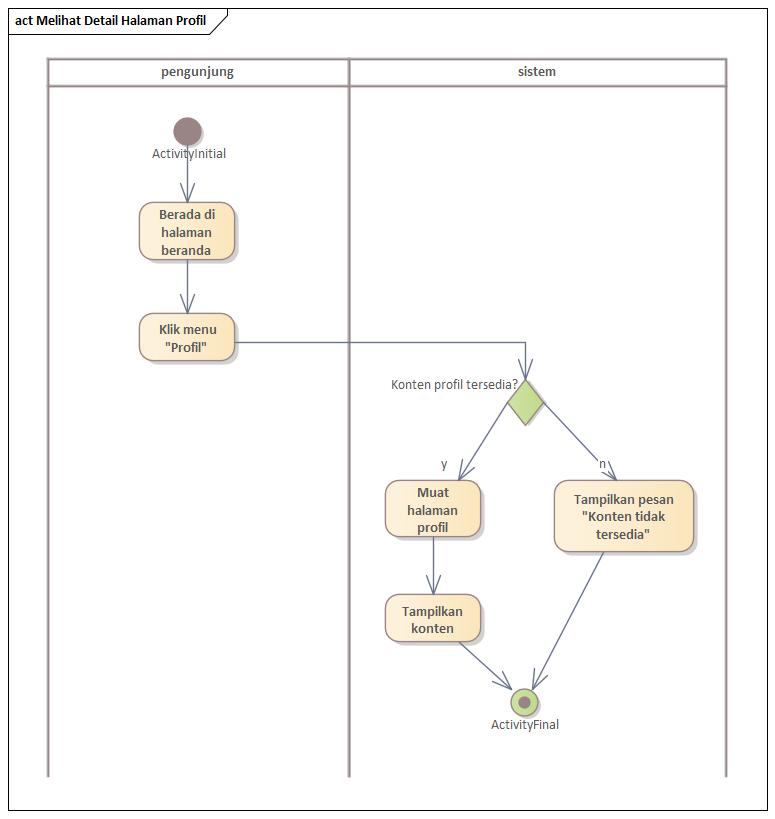 act Melihat Detail Halaman Profil
pengunjung
sistem
ActivityInitial
Berada di
halaman
beranda
Klik menu
"Profil"
Konten profil tersedia?
y
n
Muat
halaman
profil
Tampilkan pesan
"Konten tidak
tersedia"
Tampilkan
konten
ActivityFinal